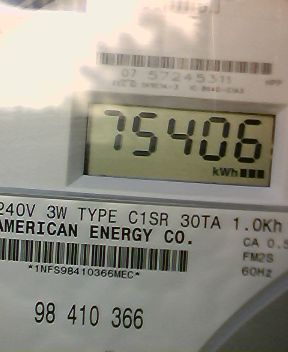 07 57245311
75406
kWh
240V 3W TYPE C1SR 30TA 1.0Kh
AMERICAN ENERGY CO.
CA 0.5
FM2S
*1NFS98410366MEC*
60Hz
98 410 366